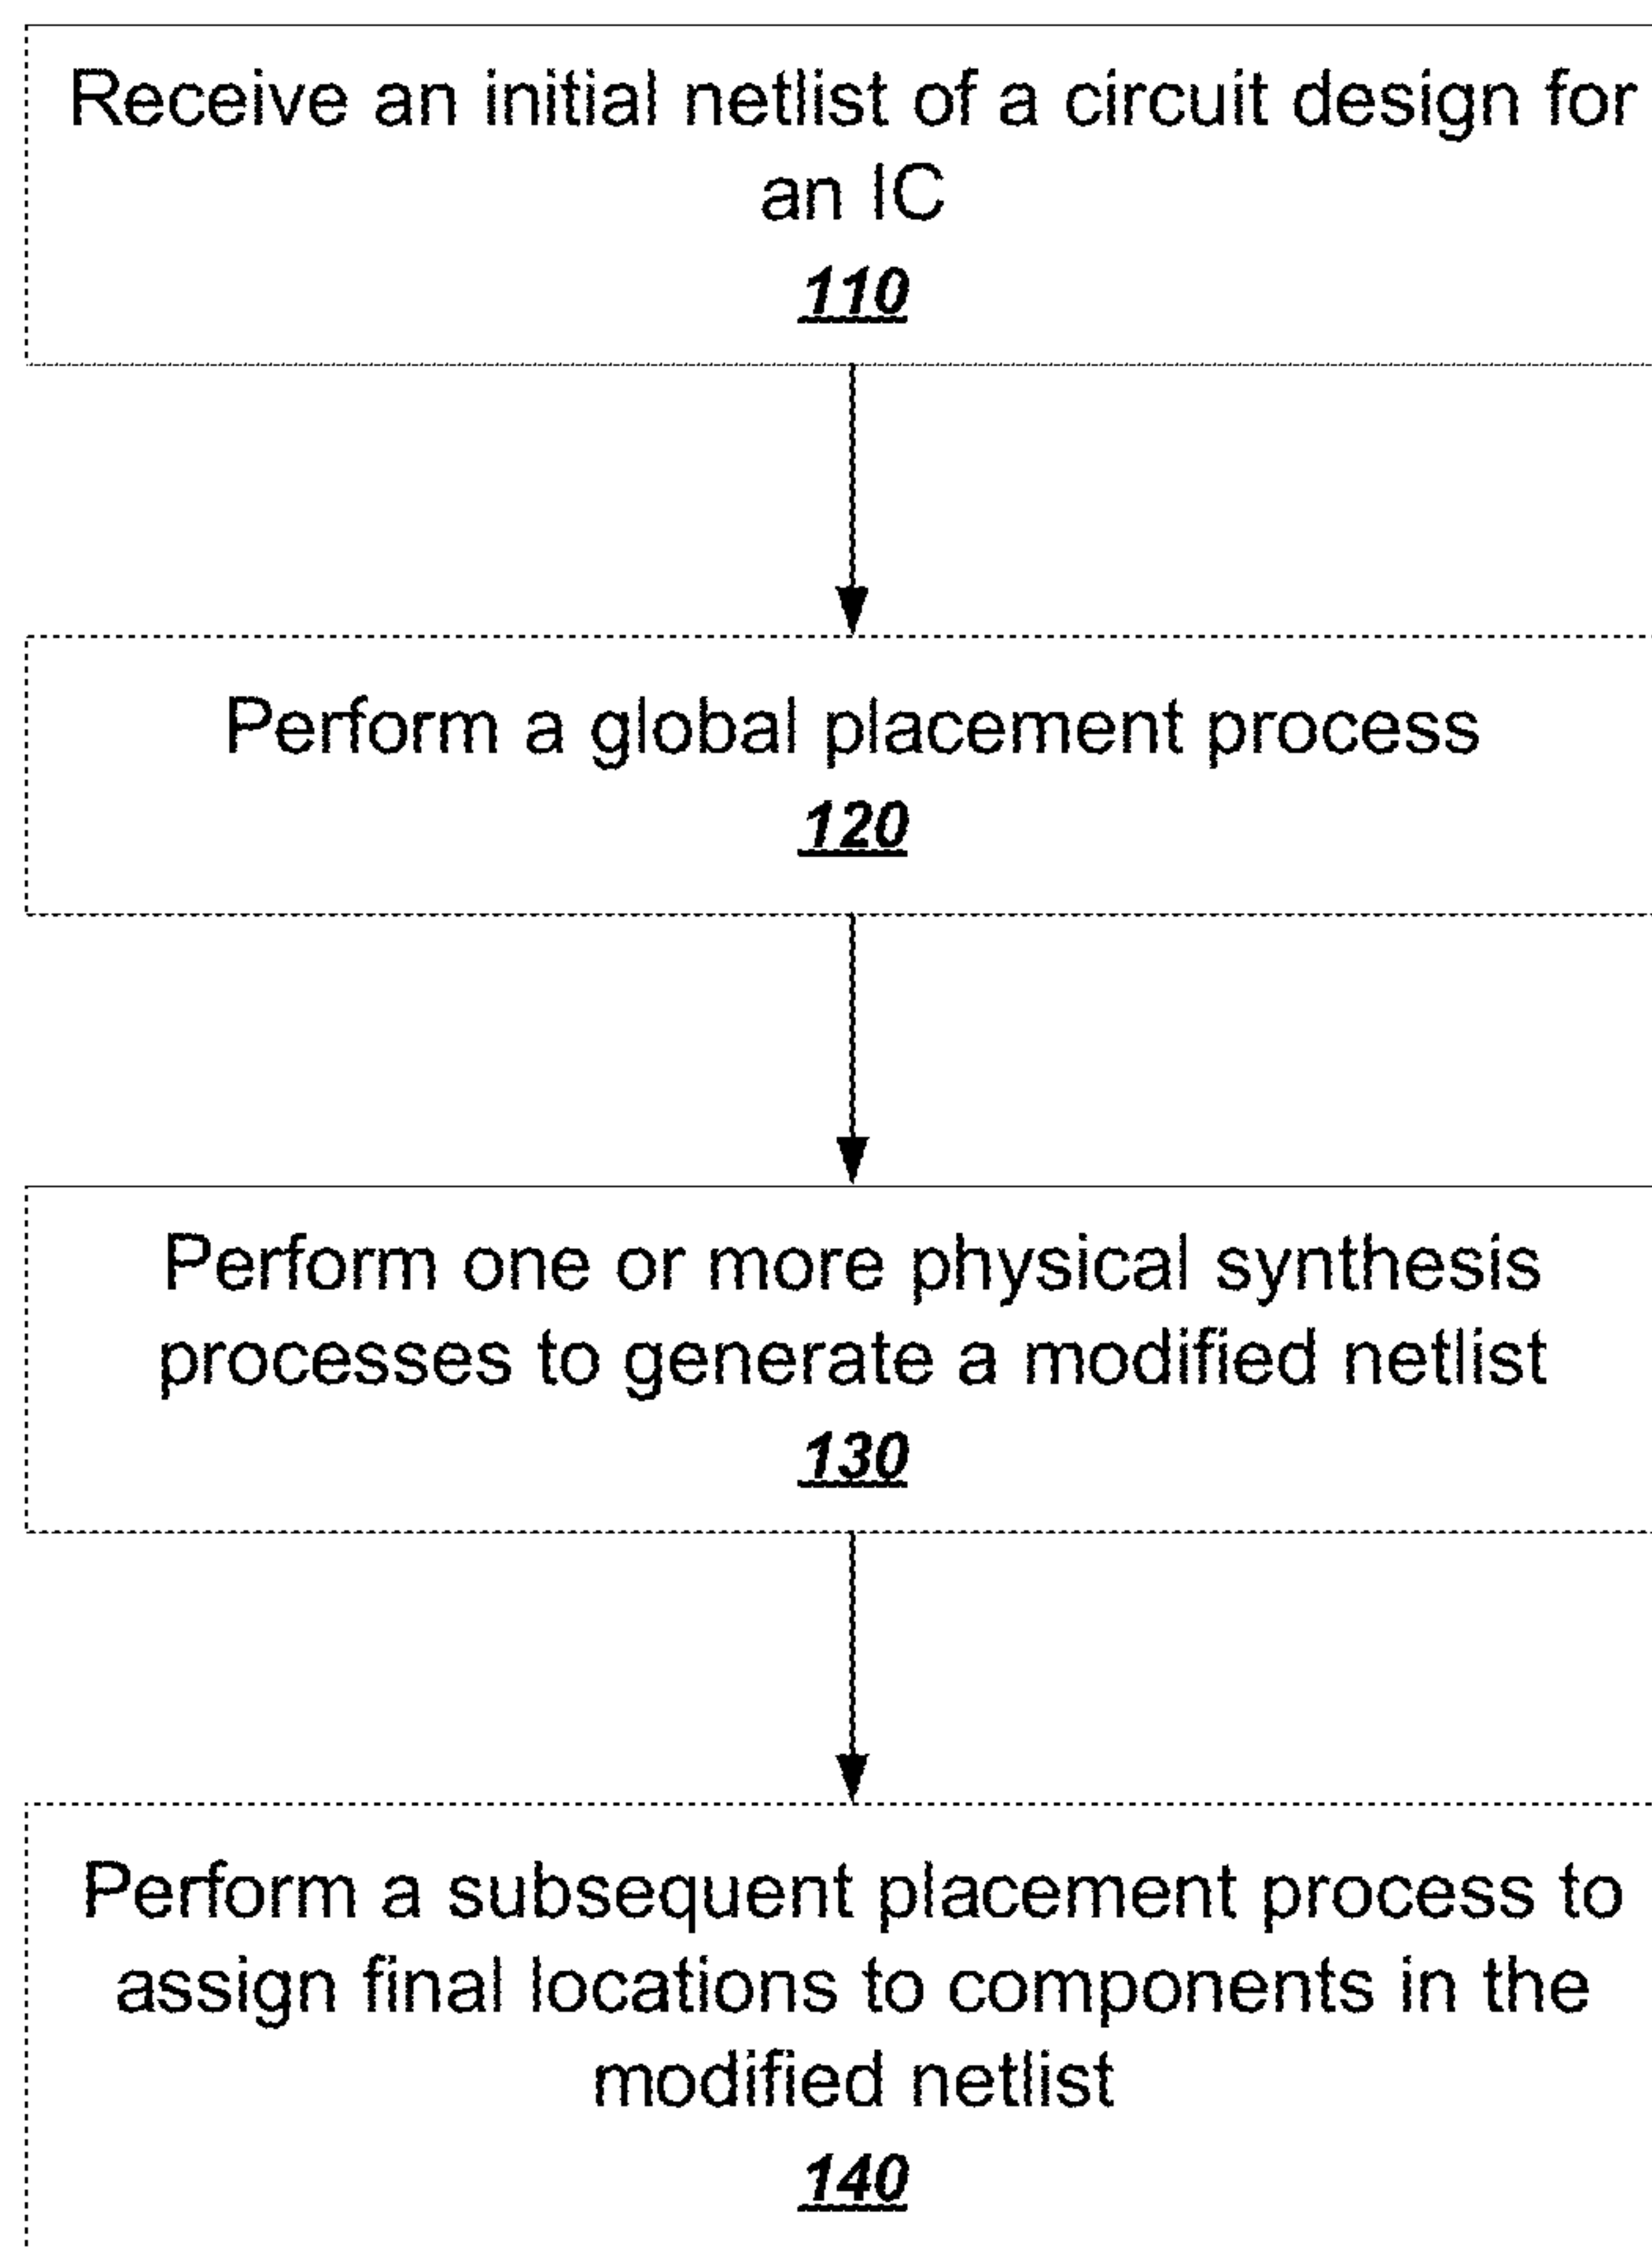 Receive an initial netlist of a circuit design for
an IC
110
Perform a global placement process
120
Perform one or more physical synthesis
processes to generate a modified netlist
130
Perform a subsequent placement process to
assign final locations to components in the
modified netlist
140